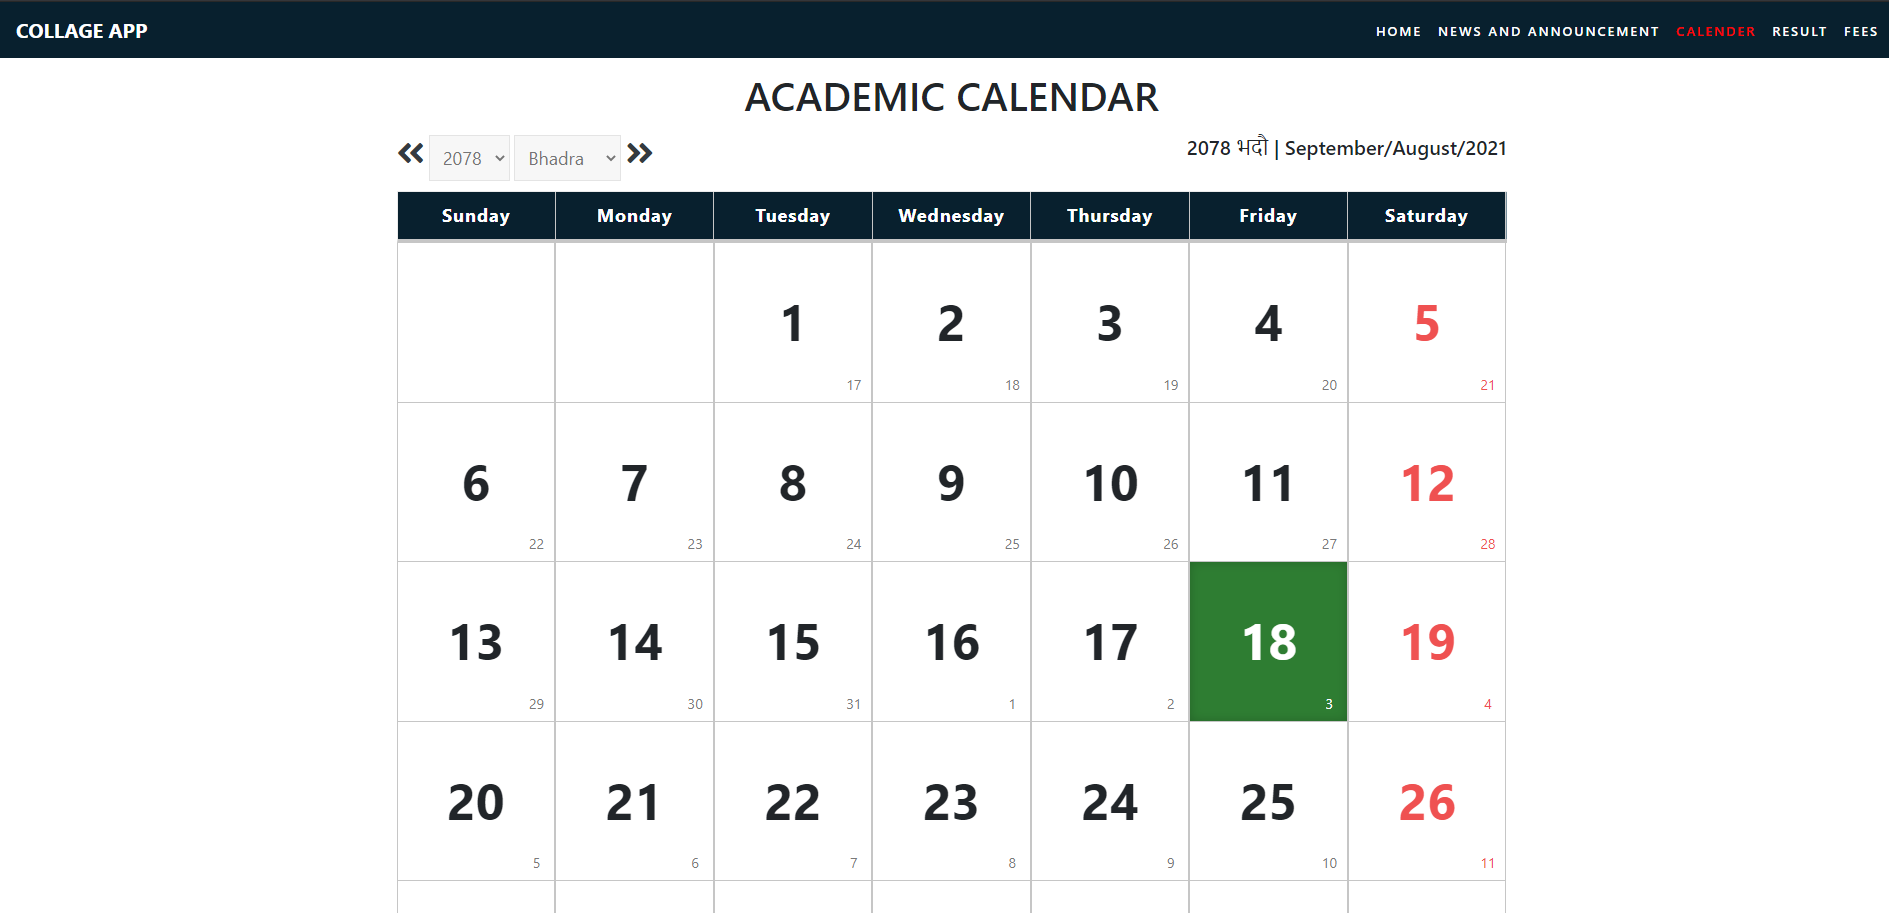 COLLAGE APP HOME NEWS AND ANNOUNCEMENT CALENDER RESULT FEES
ACADEMIC CALENDAR
2078 Bhadra 2078 भदौ | September/August/2021
Sunday Monday Tuesday Wednesday Thursday Friday Saturday
1 2 3 4 5
17 18 19 20 21
6 7 8 9 10 11 12
22 23 24 25 26 27 28
13 14 15 16 17 18 19
29 30 31 1 2 3 4
20 21 22 23 24 25 26
5 6 7 8 9 10 11